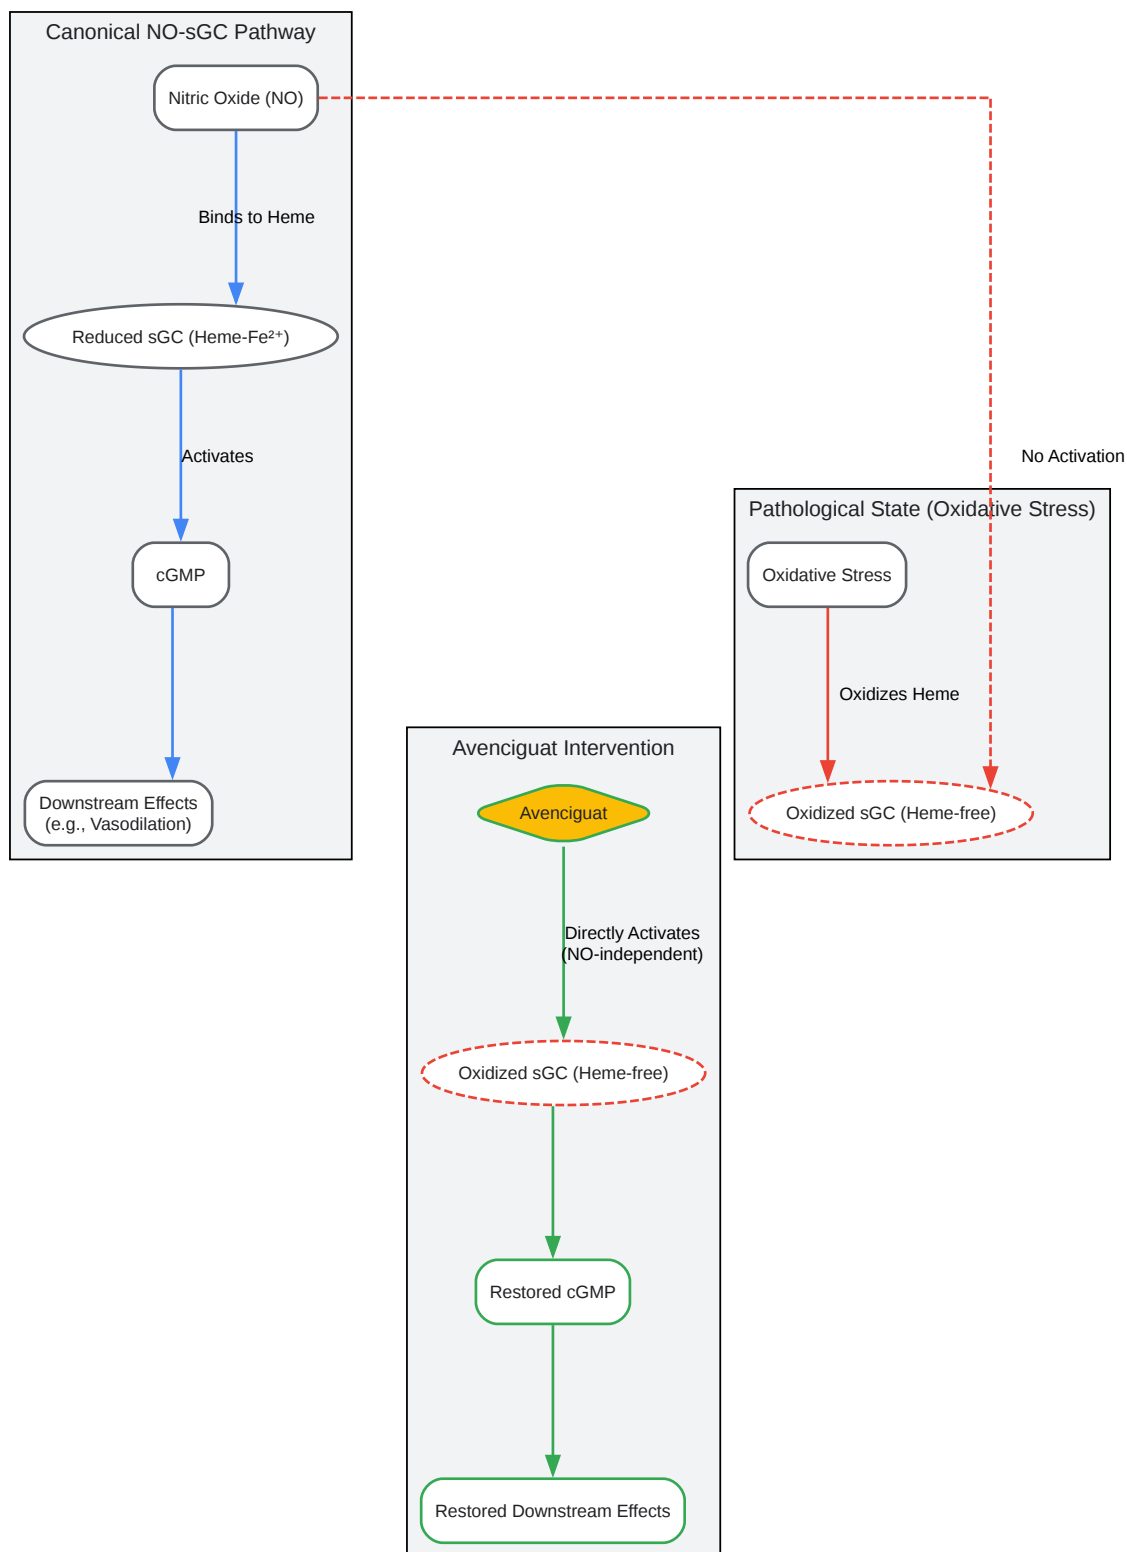 Canonical NO-sGC Pathway
Nitric Oxide (NO)
Binds to Heme
Reduced sGC (Heme-Fe²⁺)
Activates
cGMP
Downstream Effects
(e.g., Vasodilation)
No Activation
Pathological State (Oxidative Stress)
Oxidative Stress
Oxidizes Heme
Oxidized sGC (Heme-free)
Avenciguat Intervention
Avenciguat
Directly Activates
(NO-independent)
Oxidized sGC (Heme-free)
Restored cGMP
Restored Downstream Effects